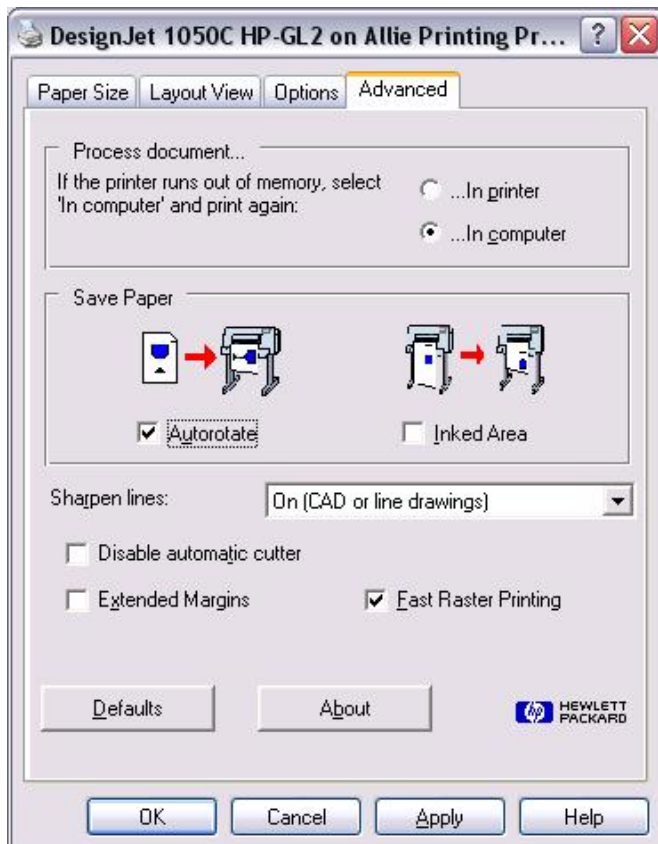 DesignJet 1050C HP-GL2 on Allie Printing Pr...
Paper Size Layout View Options Advanced
Process document...
If the printer runs out of memory, select
'In computer' and print again:
...In printer
...In computer
Save Paper
Autorotate
Inked Area
Sharpen lines:
On (CAD or line drawings)
Disable automatic cutter
Extended Margins
Fast Raster Printing
Defaults
About
hp HEWLETT
PACKARD
OK Cancel Apply Help